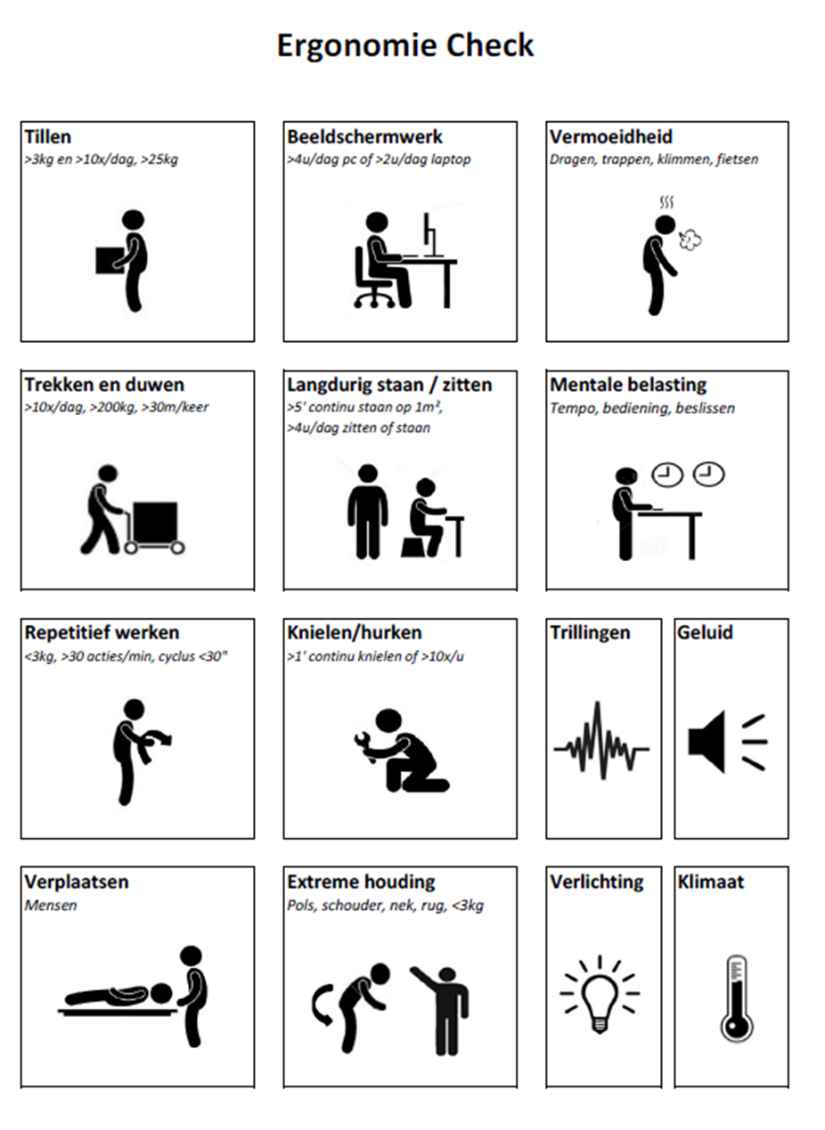 Ergonomie Check
Tillen
>3kg en >10x/dag, >25kg
Beeldschermwerk
>4u/dag pc of >2u/dag laptop
Vermoeidheid
Dragen, trappen, klimmen, fietsen
Trekken en duwen
>10x/dag, >200kg, >30m/keer
Langdurig staan / zitten
>5' continu staan op 1m²,
>4u/dag zitten of staan
Mentale belasting
Tempo, bediening, beslissen
Repetitief werken
<3kg, >30 acties/min, cyclus <30"
Knielen/hurken
>1' continu knielen of >10x/u
Trillingen
Geluid
Verplaatsen
Mensen
Extreme houding
Pols, schouder, nek, rug, <3kg
Verlichting
Klimaat